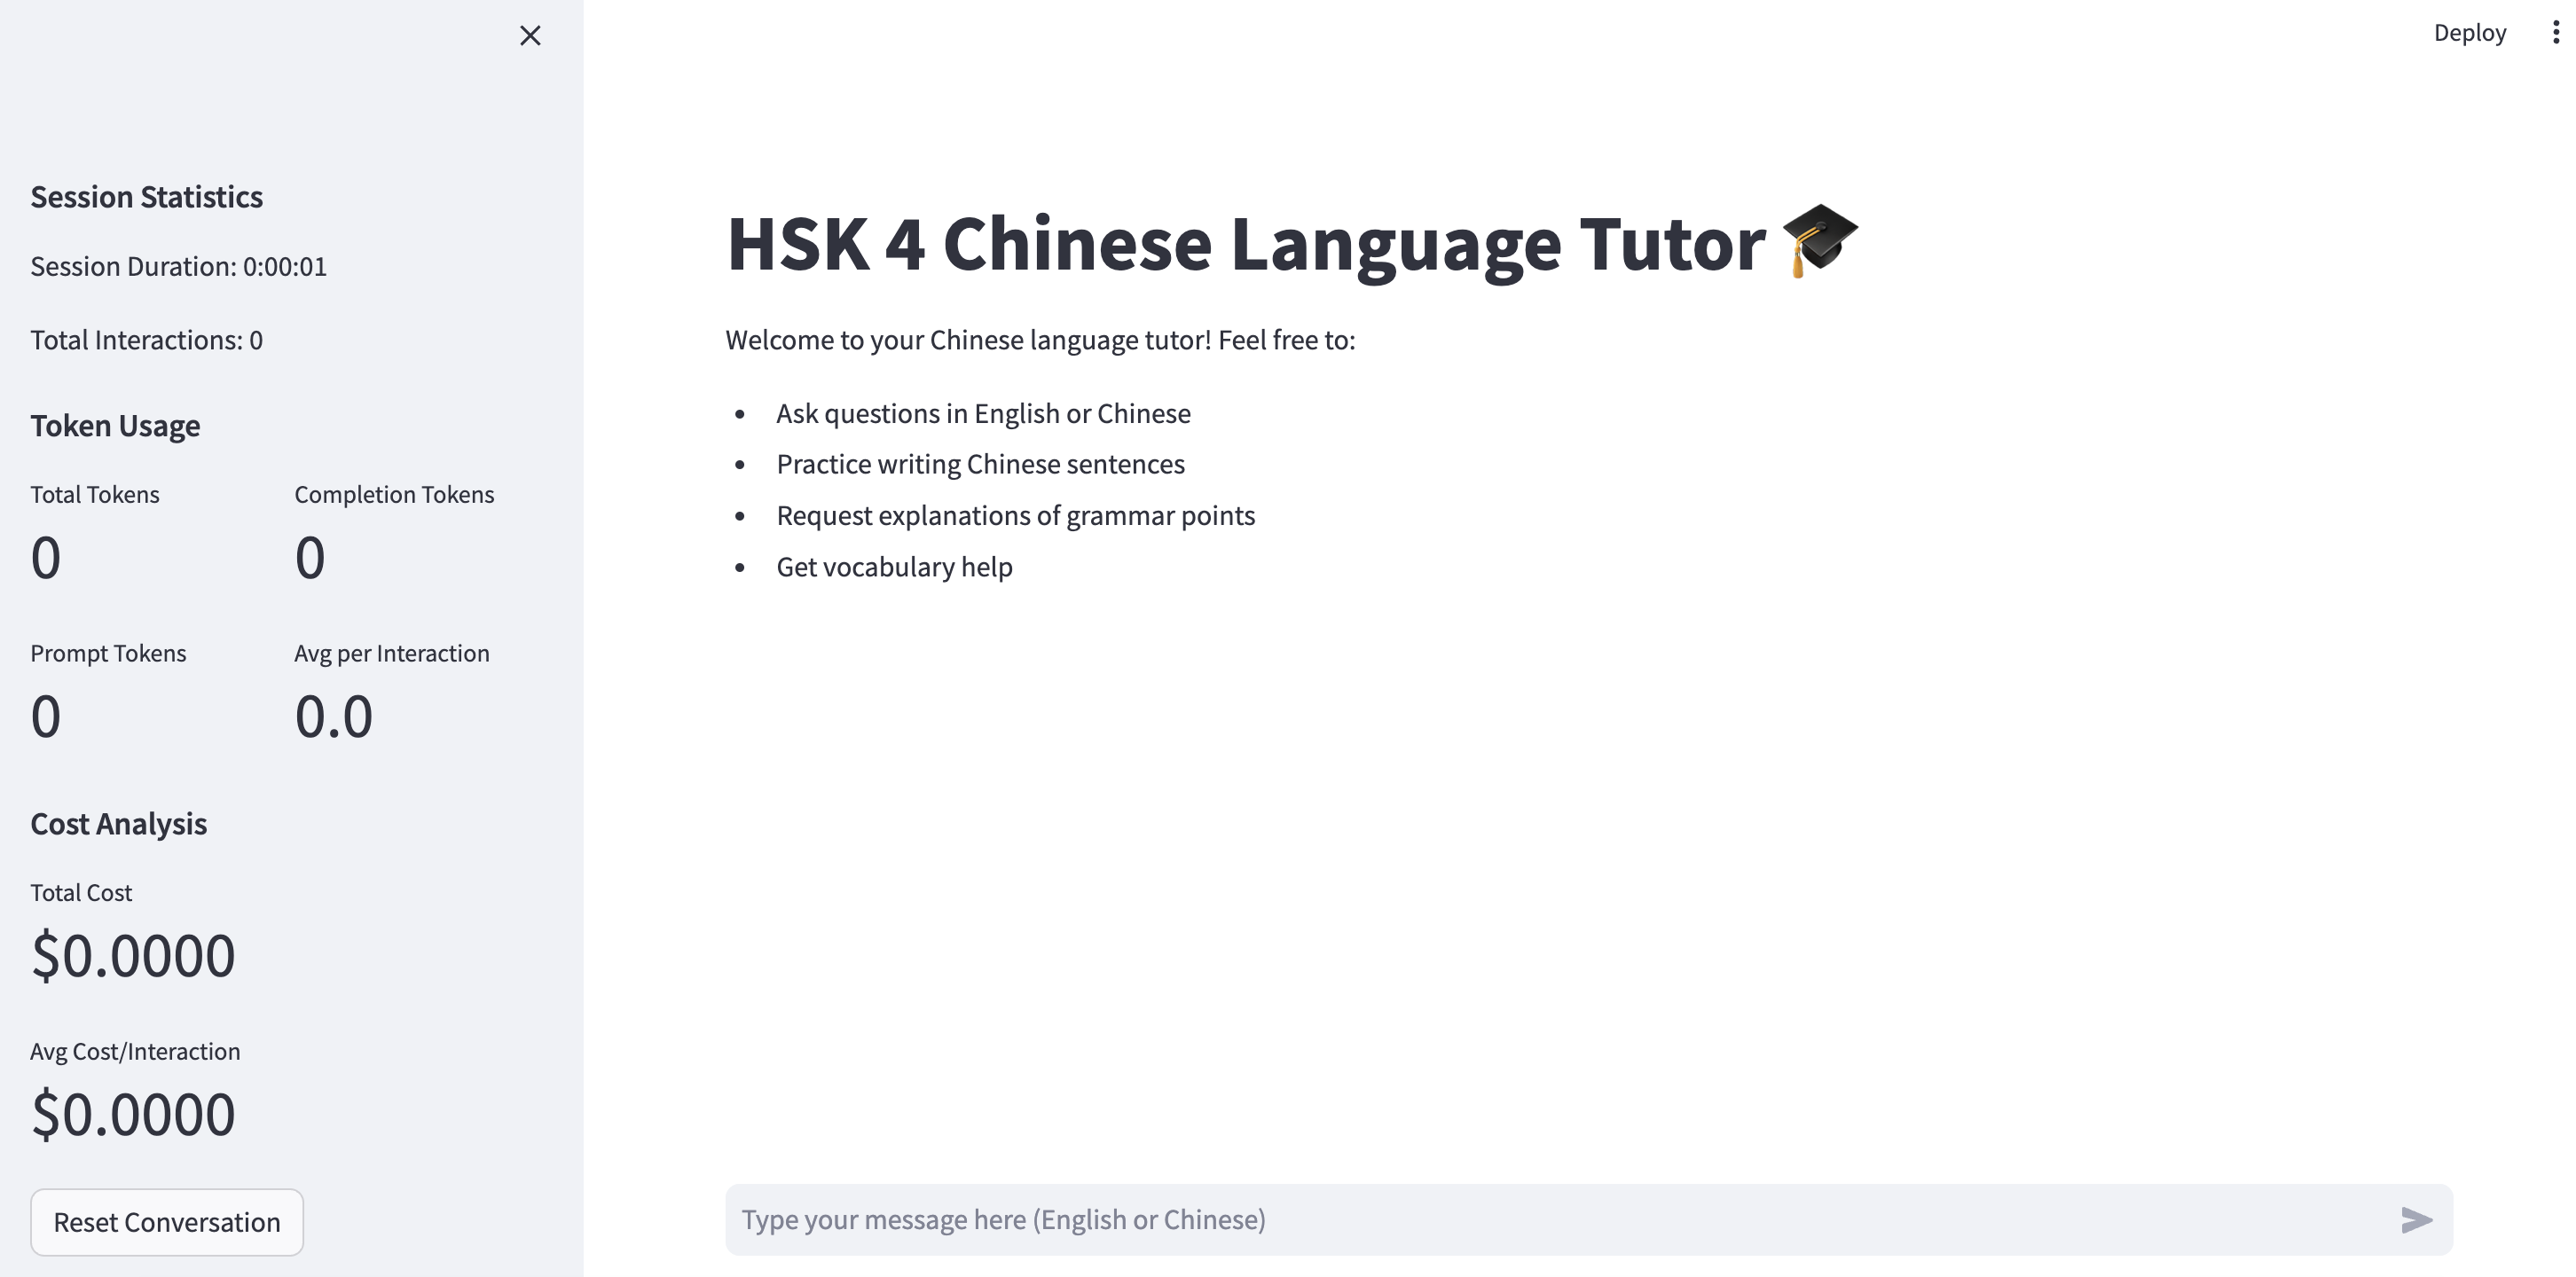 Deploy
Session Statistics
Session Duration: 0:00:01
Total Interactions: 0
Token Usage
Total Tokens
0
Completion Tokens
0
Prompt Tokens
0
Avg per Interaction
0.0
Cost Analysis
Total Cost
$0.0000
Avg Cost/Interaction
$0.0000
Reset Conversation
HSK 4 Chinese Language Tutor 🎓
Welcome to your Chinese language tutor! Feel free to:
• Ask questions in English or Chinese
• Practice writing Chinese sentences
• Request explanations of grammar points
• Get vocabulary help
Type your message here (English or Chinese)